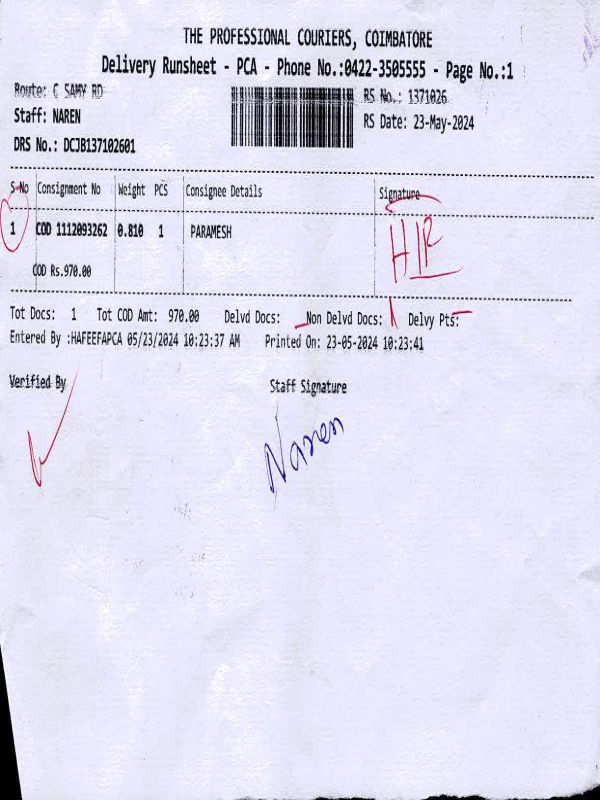 THE PROFESSIONAL COURIERS, COIMBATORE
Delivery Runsheet - PCA - Phone No.:0422-3505555 - Page No.:1
Route: C SAMY RD
RS No.: 1371026
Staff: NAREN
RS Date: 23-May-2024
DRS No.: DCJB137102601
S.No Consignment No Weight PCS Consignee Details Signature
1 COD 1112093262 0.810 1 PARAMESH
COD Rs.970.00
Tot Docs: 1 Tot COD Amt: 970.00 Delvd Docs: Non Delvd Docs: Delvy Pts:
Entered By :HAFEEFAPCA 05/23/2024 10:23:37 AM Printed On: 23-05-2024 10:23:41
Verified By Staff Signature
Naren